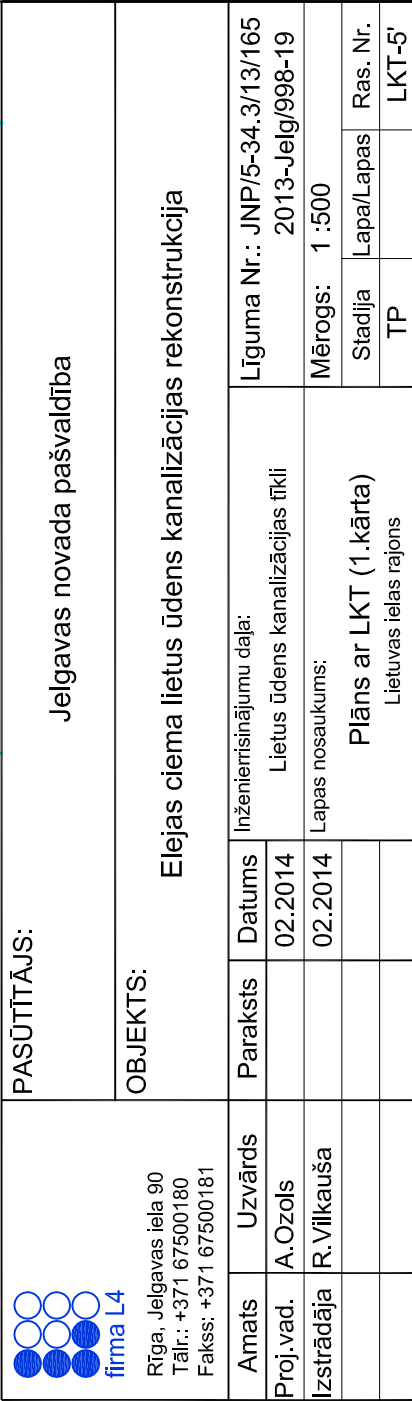 firma L4
Rīga, Jelgavas iela 90
Tālr.: +371 67500180
Fakss: +371 67500181
PASŪTĪTĀJS:
Jelgavas novada pašvaldība
OBJEKTS:
Elejas ciema lietus ūdens kanalizācijas rekonstrukcija
Amats Uzvārds Paraksts Datums
Proj.vad. A.Ozols 02.2014
Izstrādāja R.Vilkauša 02.2014
Inženierrisinājumu daļa:
Lietus ūdens kanalizācijas tīkli
Lapas nosaukums:
Plāns ar LKT (1.kārta)
Lietuvas ielas rajons
Līguma Nr.: JNP/5-34.3/13/165
2013-Jelg/998-19
Mērogs: 1 :500
Stadija Lapa/Lapas Ras. Nr.
TP LKT-5'